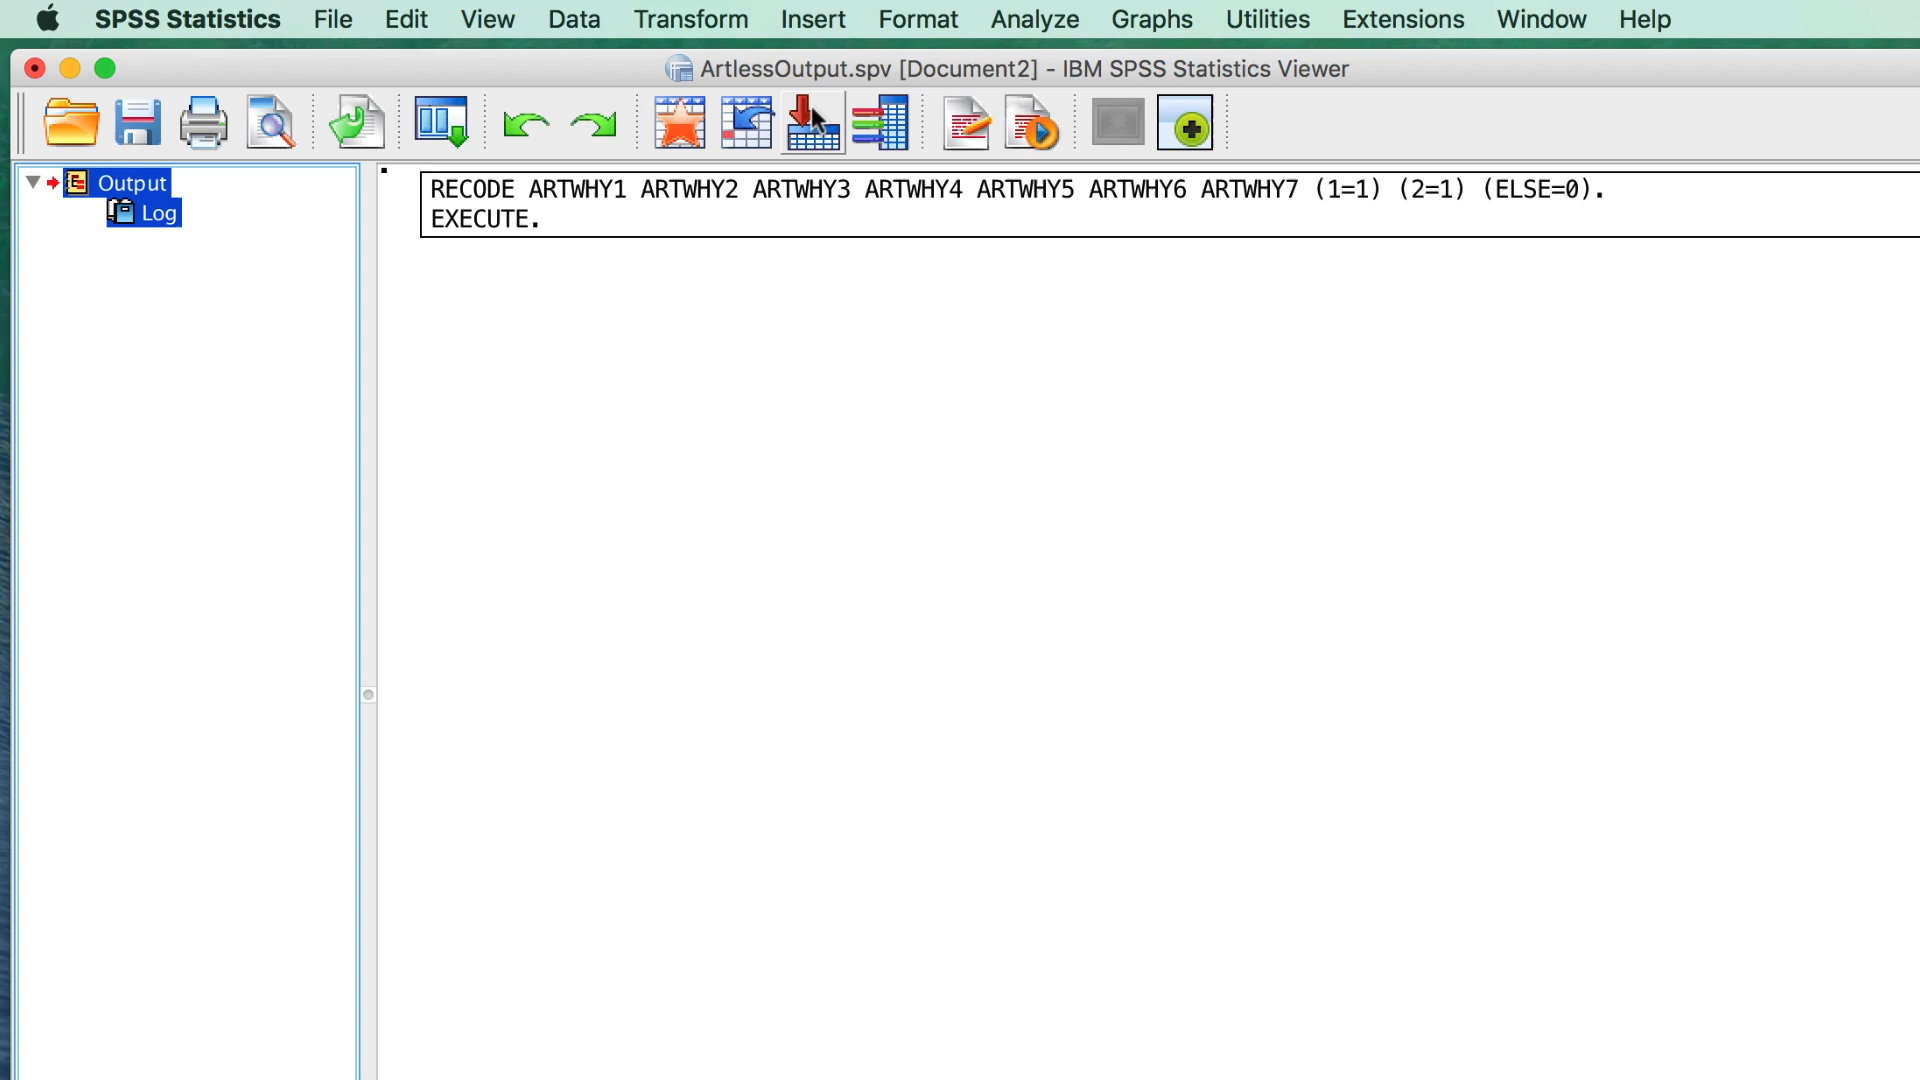 SPSS Statistics File Edit View Data Transform Insert Format Analyze Graphs Utilities Extensions Window Help
ArtlessOutput.spv [Document2] - IBM SPSS Statistics Viewer
Output
Log
RECODE ARTWHY1 ARTWHY2 ARTWHY3 ARTWHY4 ARTWHY5 ARTWHY6 ARTWHY7 (1=1) (2=1) (ELSE=0).
EXECUTE.